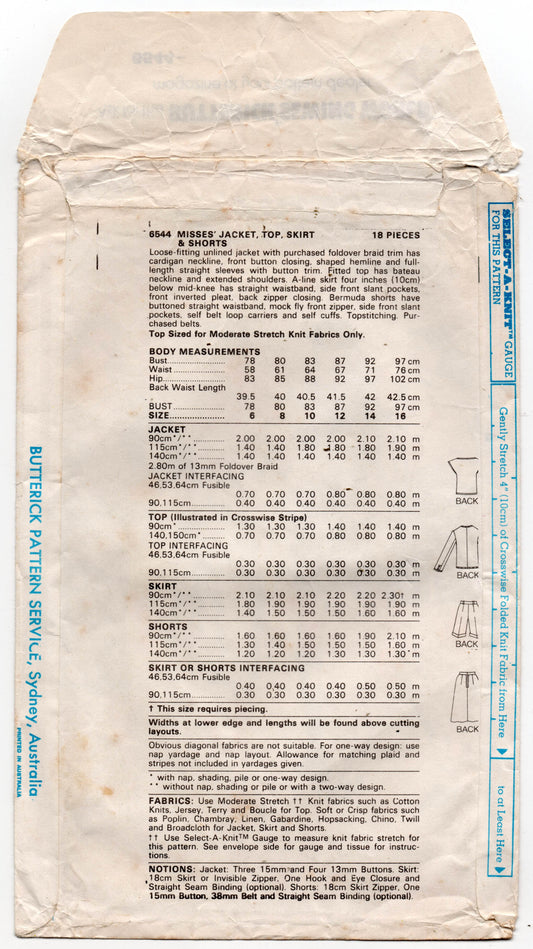 6544 MISSES' JACKET, TOP, SKIRT 18 PIECES
& SHORTS
Loose-fitting unlined jacket with purchased foldover braid trim has
cardigan neckline, front button closing, shaped hemline and full-
length straight sleeves with button trim. Fitted top has bateau
neckline and extended shoulders. A-line skirt four inches (10cm)
below mid-knee has straight waistband, side front slant pockets,
front inverted pleat, back zipper closing. Bermuda shorts have
buttoned straight waistband, mock fly front zipper, side front slant
pockets, self belt loop carriers and self cuffs. Topstitching. Pur-
chased belts.
Top Sized for Moderate Stretch Knit Fabrics Only.
BODY MEASUREMENTS
Bust 78 80 83 87 92 97 cm
Waist 58 61 64 67 71 76 cm
Hip 83 85 88 92 97 102 cm
Back Waist Length
39.5 40 40.5 41.5 42 42.5 cm
BUST 78 80 83 87 92 97 cm
SIZE 6 8 10 12 14 16
JACKET
90cm*/** 2.00 2.00 2.00 2.00 2.10 2.10 m
115cm*/** 1.40 1.40 1.80 1.80 1.80 1.90 m
140cm*/** 1.40 1.40 1.40 1.40 1.40 1.40 m
2.80m of 13mm Foldover Braid
JACKET INTERFACING
46,53,64cm Fusible
0.70 0.70 0.70 0.80 0.80 0.80 m
90,115cm 0.40 0.40 0.40 0.40 0.40 0.40 m
TOP (Illustrated in Crosswise Stripe)
90cm* 1.30 1.30 1.30 1.40 1.40 1.40 m
140,150cm* 0.70 0.70 0.70 0.80 0.80 0.80 m
TOP INTERFACING
46,53,64cm Fusible
0.30 0.30 0.30 0.30 0.30 0.30 m
90,115cm 0.30 0.30 0.30 0.30 0.30 0.30 m
SKIRT
90cm*/** 2.10 2.10 2.10 2.20 2.20 2.30† m
115cm*/** 1.80 1.90 1.90 1.90 1.90 1.90 m
140cm*/** 1.40 1.50 1.50 1.50 1.60 1.60 m
SHORTS
90cm*/** 1.60 1.60 1.60 1.60 1.90 2.10 m
115cm*/** 1.30 1.40 1.50 1.50 1.50 1.60 m
140cm*/** 1.20 1.20 1.20 1.30 1.30 1.30 m
SKIRT OR SHORTS INTERFACING
46,53,64cm Fusible
0.40 0.40 0.40 0.40 0.50 0.50 m
90,115cm 0.30 0.30 0.30 0.30 0.30 0.30 m
† This size requires piecing.
Widths at lower edge and lengths will be found above cutting
layouts.
Obvious diagonal fabrics are not suitable. For one-way design: use
nap yardage and nap layout. Allowance for matching plaid and
stripes not included in yardages given.
* with nap, shading, pile or one-way design.
** without nap, shading or pile or with a two-way design.
FABRICS: Use Moderate Stretch †† Knit fabrics such as Cotton
Knits, Jersey, Terry and Boucle for Top. Soft or Crisp fabrics such
as Poplin, Chambray, Linen, Gabardine, Hopsacking, Chino, Twill
and Broadcloth for Jacket, Skirt and Shorts.
†† Use Select-A-Knit™ Gauge to measure knit fabric stretch for
this pattern. See envelope side for gauge and tissue for instruc-
tions.
NOTIONS: Jacket: Three 15mm and Four 13mm Buttons. Skirt:
18cm Skirt or Invisible Zipper, One Hook and Eye Closure and
Straight Seam Binding (optional). Shorts: 18cm Skirt Zipper, One
15mm Button, 38mm Belt and Straight Seam Binding (optional).
BACK
BACK
BACK
BACK
SELECT-A-KNIT™ GAUGE
FOR THIS PATTERN
Gently Stretch 4" (10cm) of Crosswise Folded Knit Fabric from Here
to at Least Here
BUTTERICK PATTERN SERVICE, Sydney, Australia
PRINTED IN AUSTRALIA